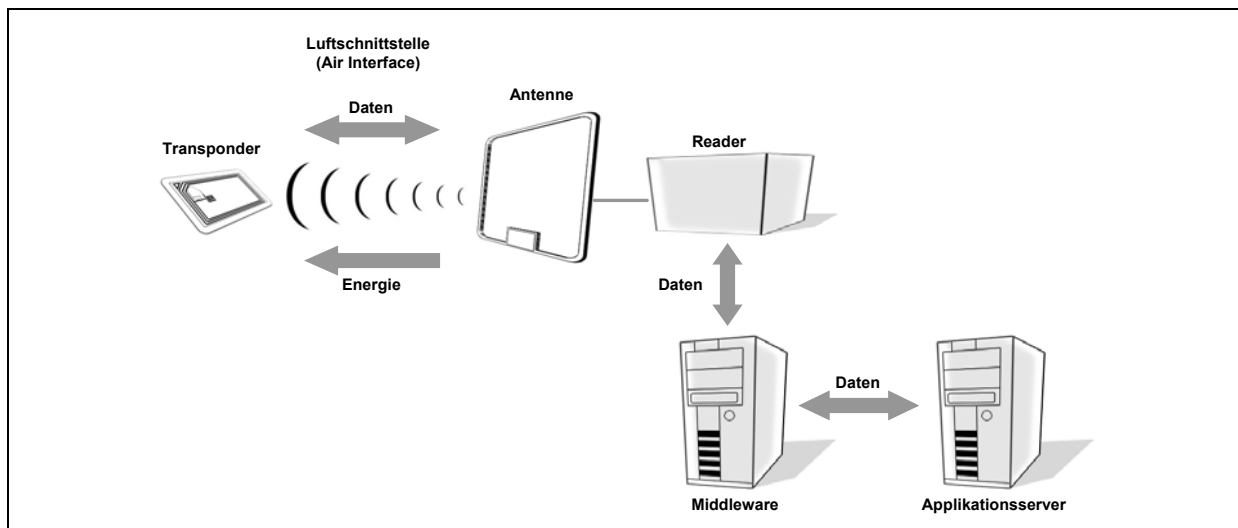 Luftschnittstelle
(Air Interface)
Antenne
Daten
Transponder
Reader
Energie
Daten
Daten
Middleware
Applikationsserver